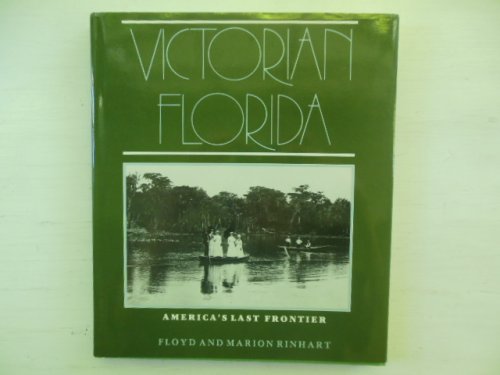 VICTORIAN
FLORIDA
AMERICA'S LAST FRONTIER
FLOYD AND MARION RINHART